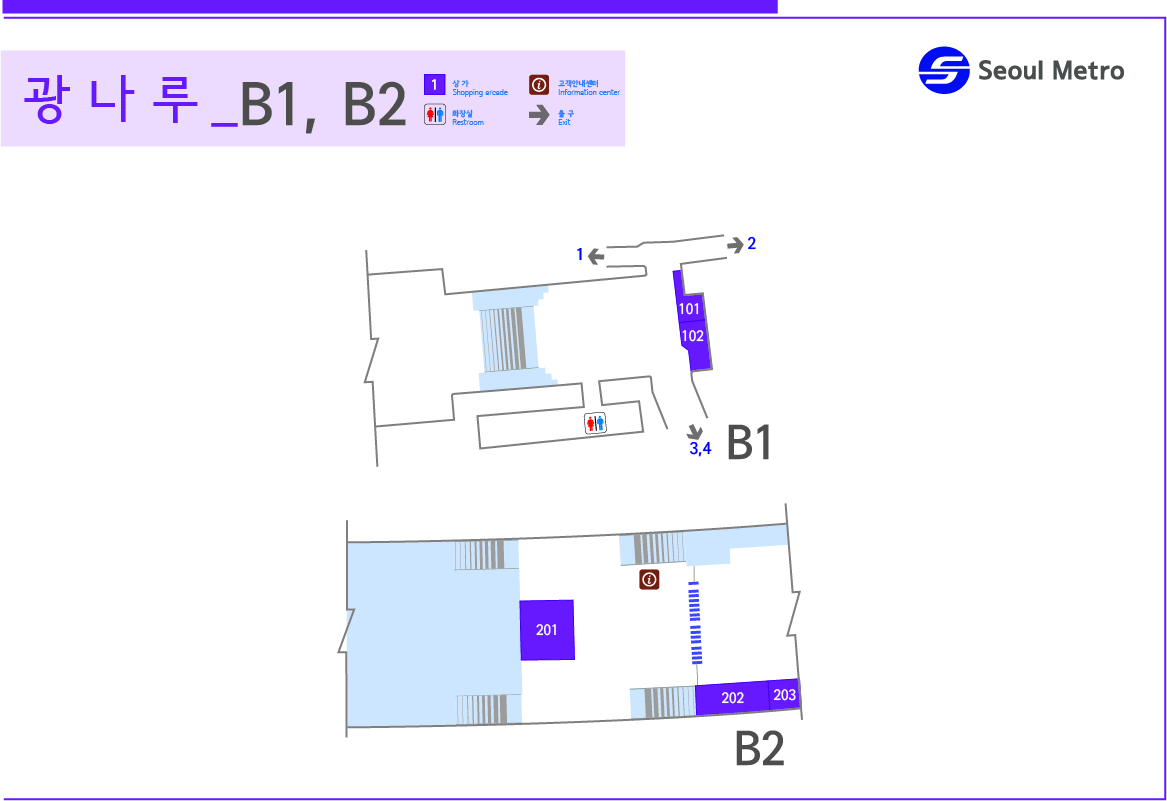 광 나 루 _B1, B2
1 상 가
Shopping arcade
화장실
Restroom
고객안내센터
Information center
출 구
Exit
Seoul Metro
1
2
101
102
3,4
B1
201
202
203
B2